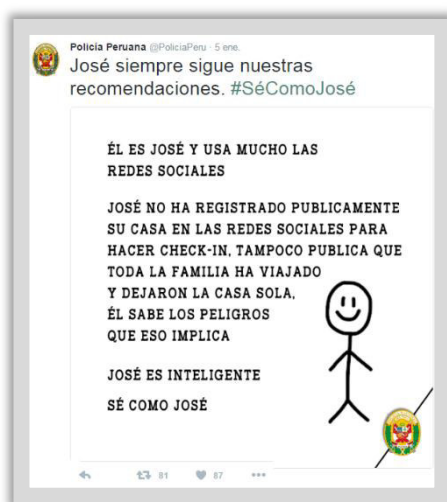 Policía Peruana @PoliciaPeru · 5 ene.
José siempre sigue nuestras
recomendaciones. #SéComoJosé
ÉL ES JOSÉ Y USA MUCHO LAS
REDES SOCIALES
JOSÉ NO HA REGISTRADO PUBLICAMENTE
SU CASA EN LAS REDES SOCIALES PARA
HACER CHECK-IN, TAMPOCO PUBLICA QUE
TODA LA FAMILIA HA VIAJADO
Y DEJARON LA CASA SOLA,
ÉL SABE LOS PELIGROS
QUE ESO IMPLICA
JOSÉ ES INTELIGENTE
SÉ COMO JOSÉ
81 87